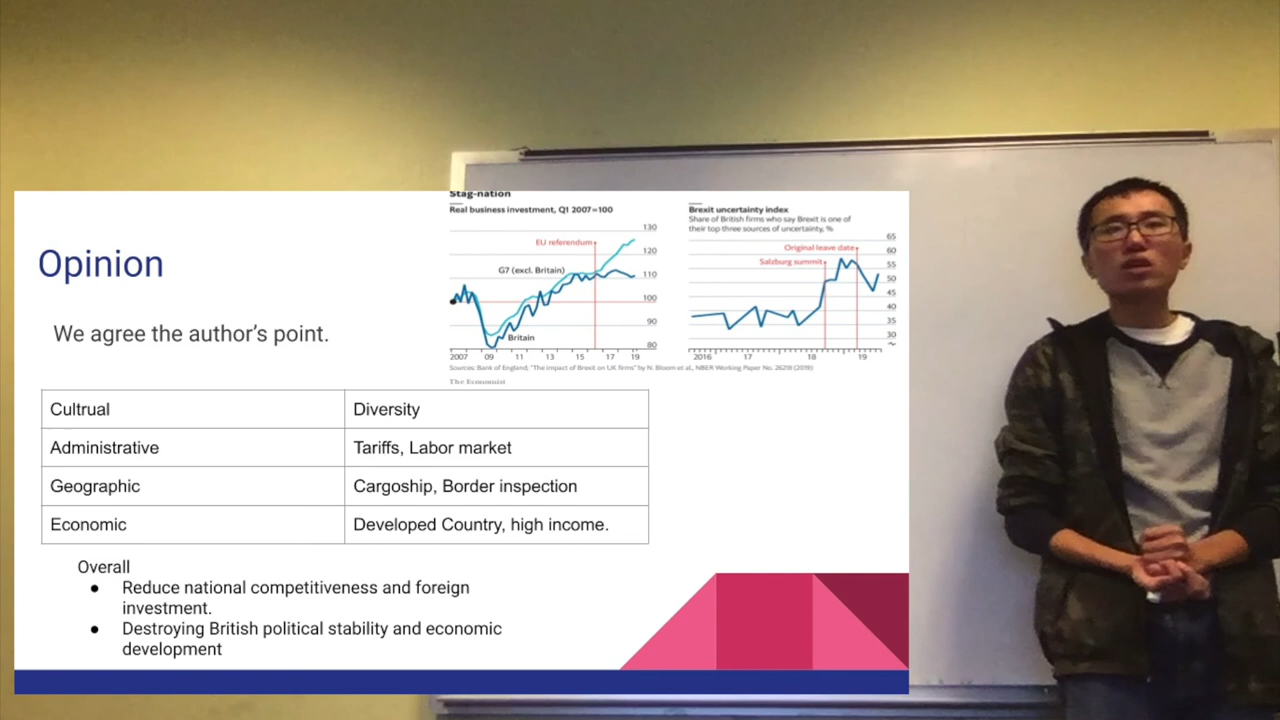 Stag-nation
Real business investment, Q1 2007=100
130
EU referendum
120
G7 (excl. Britain)
110
100
90
Britain
80
2007 09 11 13 15 17 19
Brexit uncertainty index
Share of British firms who say Brexit is one of
their top three sources of uncertainty, %
65
Original leave date
60
Salzburg summit
55
50
45
40
35
30
2016 17 18 19
Sources: Bank of England; "The impact of Brexit on UK firms" by N. Bloom et al., NBER Working Paper No. 26218 (2019)
The Economist
Opinion
We agree the author's point.
Cultrual Diversity
Administrative Tariffs, Labor market
Geographic Cargoship, Border inspection
Economic Developed Country, high income.
Overall
● Reduce national competitiveness and foreign
investment.
● Destroying British political stability and economic
development